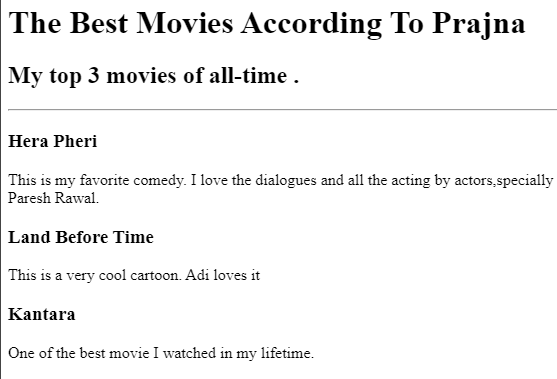 The Best Movies According To Prajna
My top 3 movies of all-time .
Hera Pheri
This is my favorite comedy. I love the dialogues and all the acting by actors,specially
Paresh Rawal.
Land Before Time
This is a very cool cartoon. Adi loves it
Kantara
One of the best movie I watched in my lifetime.